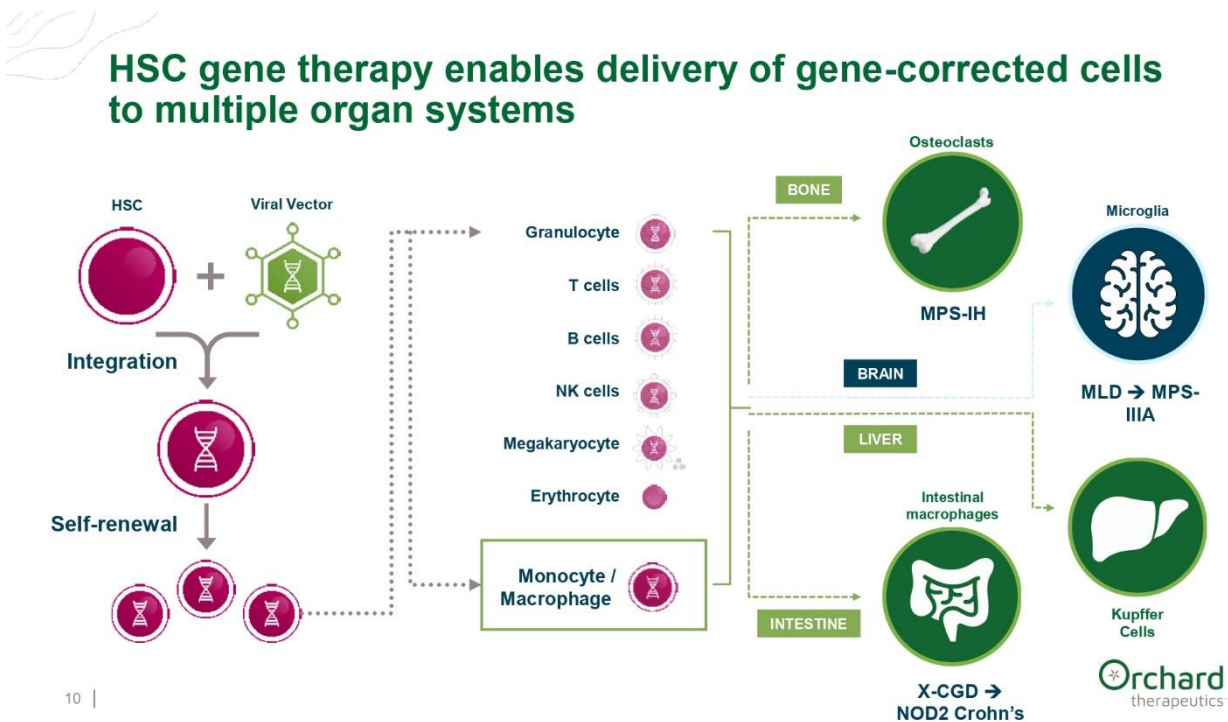 HSC gene therapy enables delivery of gene-corrected cells
to multiple organ systems
HSC
Viral Vector
+
Integration
Self-renewal
Granulocyte
T cells
B cells
NK cells
Megakaryocyte
Erythrocyte
Monocyte /
Macrophage
BONE
Osteoclasts
MPS-IH
BRAIN
Microglia
MLD → MPS-
IIIA
LIVER
Kupffer
Cells
INTESTINE
Intestinal
macrophages
X-CGD →
NOD2 Crohn's
10 |
Orchard
therapeutics